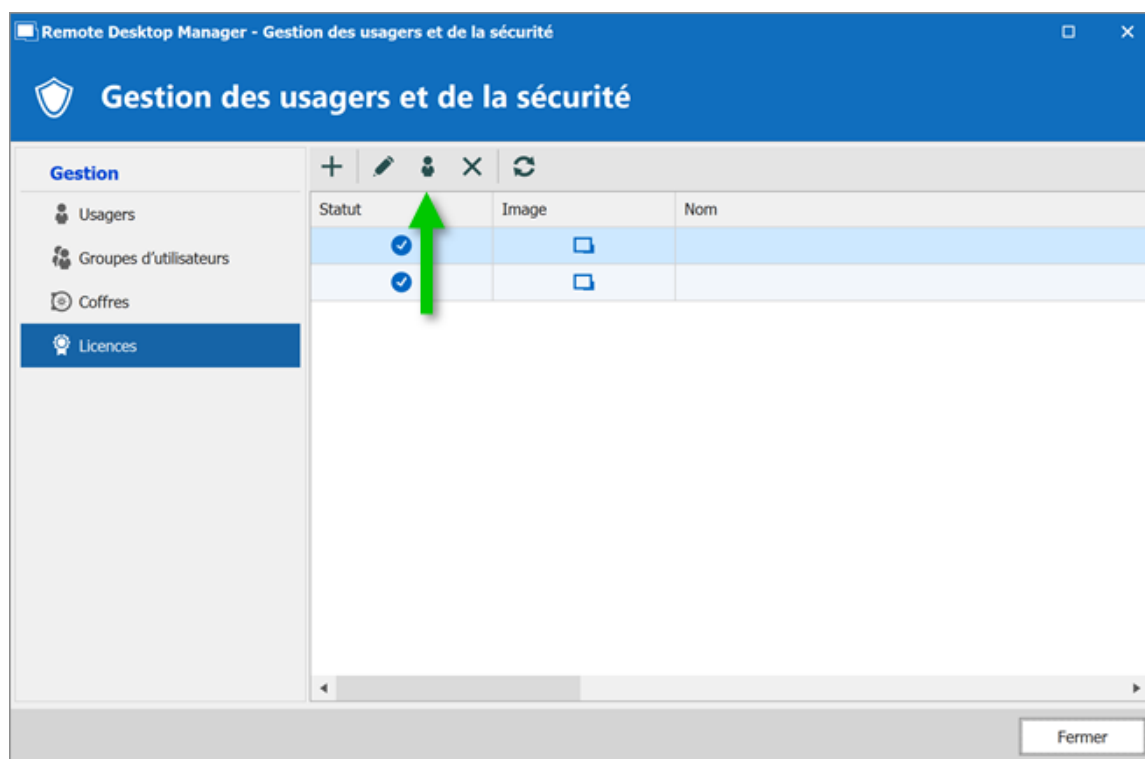 Remote Desktop Manager - Gestion des usagers et de la sécurité
Gestion des usagers et de la sécurité
Gestion
Usagers
Groupes d'utilisateurs
Coffres
Licences
Statut Image Nom
Fermer